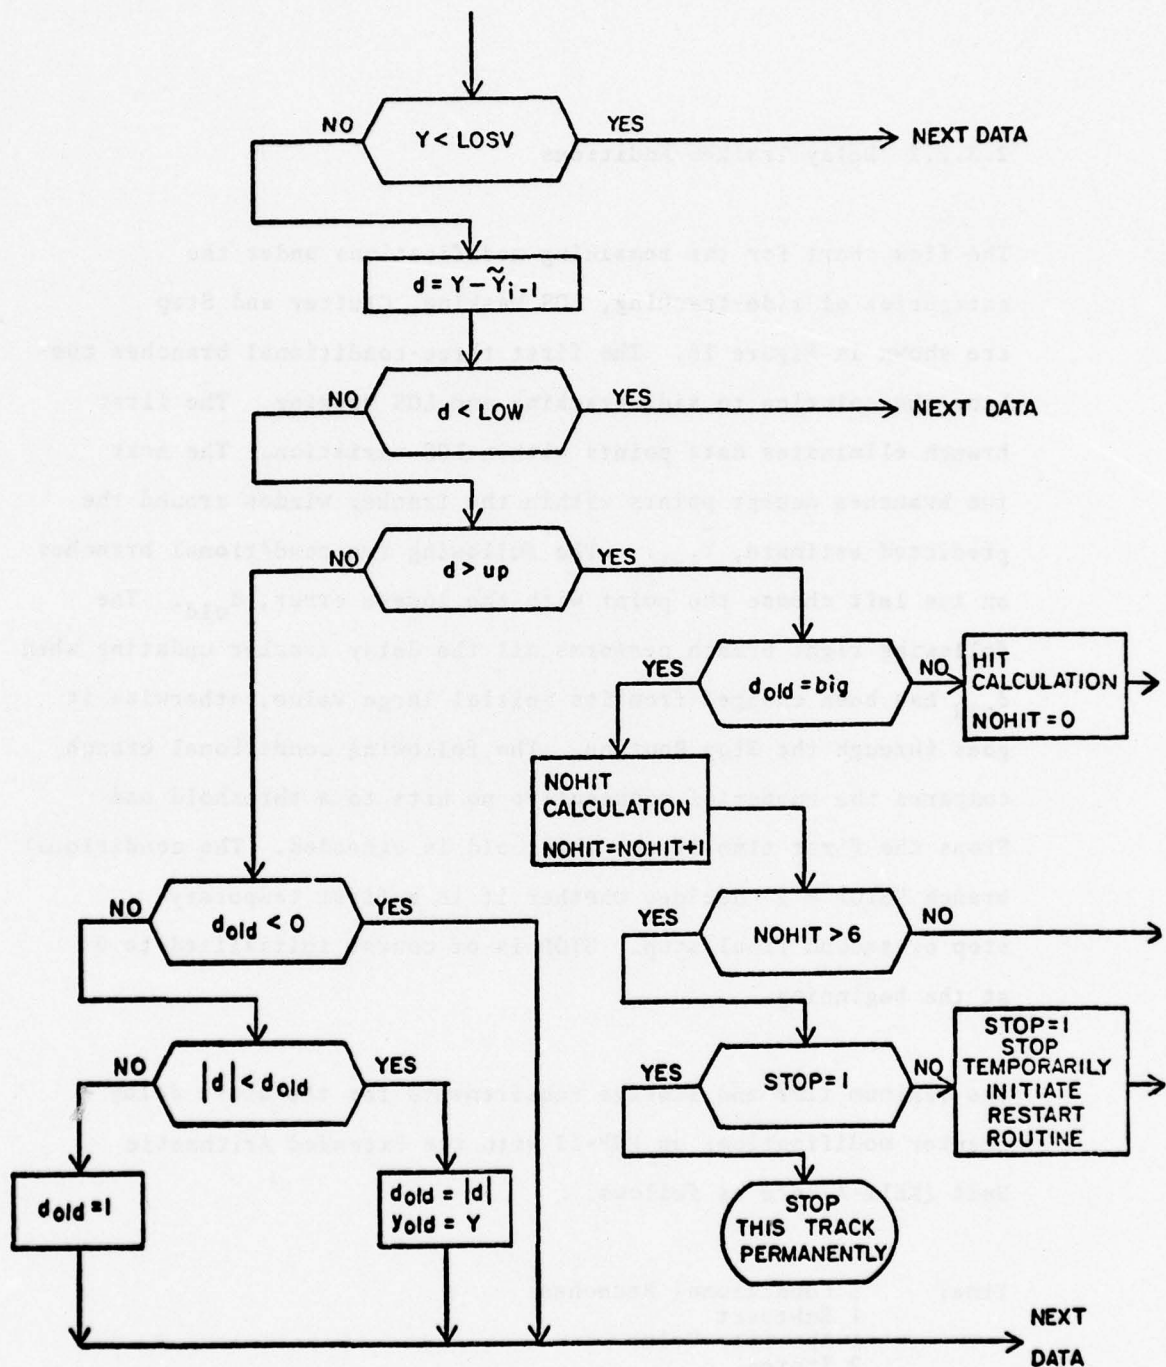 NO
Y < LOSV
YES
NEXT DATA
d = Y - Ỹi-1
NO
d < LOW
YES
NEXT DATA
NO
d > up
YES
YES
dold = big
NO
HIT
CALCULATION
NOHIT = 0
NOHIT
CALCULATION
NOHIT = NOHIT+1
NO
dold < 0
YES
YES
NOHIT > 6
NO
NO
|d| < dold
YES
YES
STOP = 1
NO
STOP=1
STOP
TEMPORARILY
INITIATE
RESTART
ROUTINE
dold = 1
dold = |d|
yold = Y
STOP
THIS TRACK
PERMANENTLY
NEXT
DATA